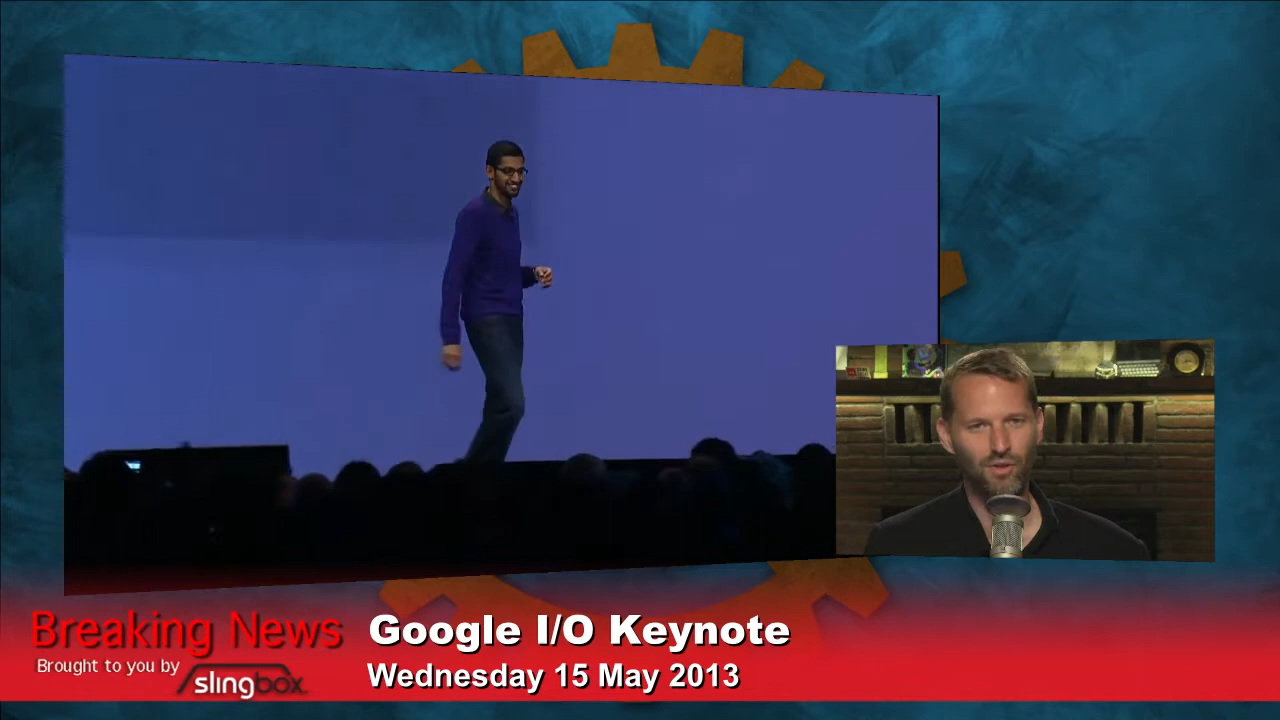 Breaking News
Brought to you by
slingbox.
Google I/O Keynote
Wednesday 15 May 2013